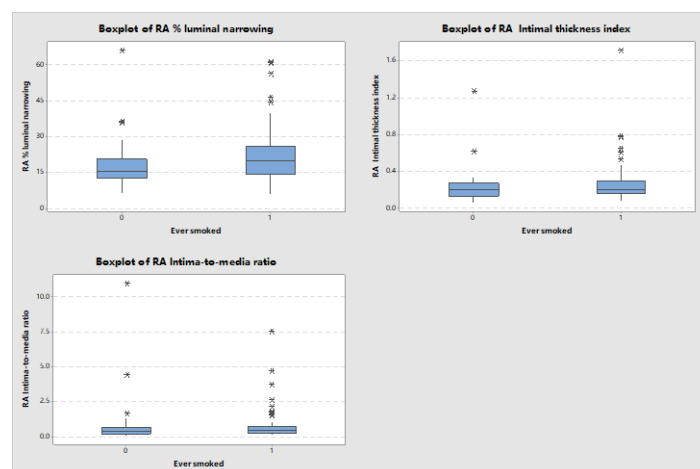 Boxplot of RA % luminal narrowing
RA % luminal narrowing
60
45
30
15
0
0 1
Ever smoked
Boxplot of RA Intimal thickness index
RA Intimal thickness index
1.6
1.2
0.8
0.4
0.0
0 1
Ever smoked
Boxplot of RA Intima-to-media ratio
RA Intima-to-media ratio
10.0
7.5
5.0
2.5
0.0
0 1
Ever smoked